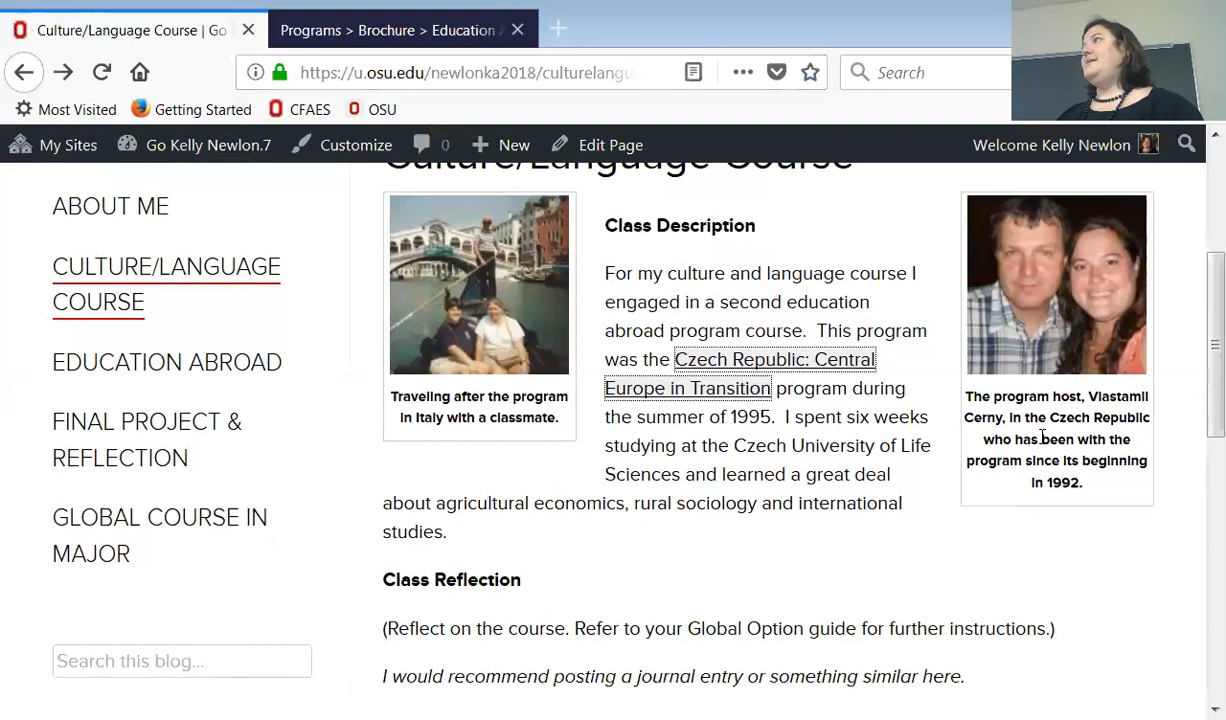 Culture/Language Course | Go
Programs > Brochure > Education A
https://u.osu.edu/newlonka2018/culturelangu
Search
Most Visited
Getting Started
CFAES
OSU
My Sites
Go Kelly Newlon.7
Customize
0
New
Edit Page
Welcome Kelly Newlon
Culture/Language Course
ABOUT ME
CULTURE/LANGUAGE
COURSE
EDUCATION ABROAD
FINAL PROJECT &
REFLECTION
GLOBAL COURSE IN
MAJOR
Search this blog...
Traveling after the program
in Italy with a classmate.
Class Description
For my culture and language course I
engaged in a second education
abroad program course. This program
was the Czech Republic: Central
Europe in Transition program during
the summer of 1995. I spent six weeks
studying at the Czech University of Life
Sciences and learned a great deal
about agricultural economics, rural sociology and international
studies.
The program host, Vlastamil
Cerny, in the Czech Republic
who has been with the
program since its beginning
in 1992.
Class Reflection
(Reflect on the course. Refer to your Global Option guide for further instructions.)
I would recommend posting a journal entry or something similar here.